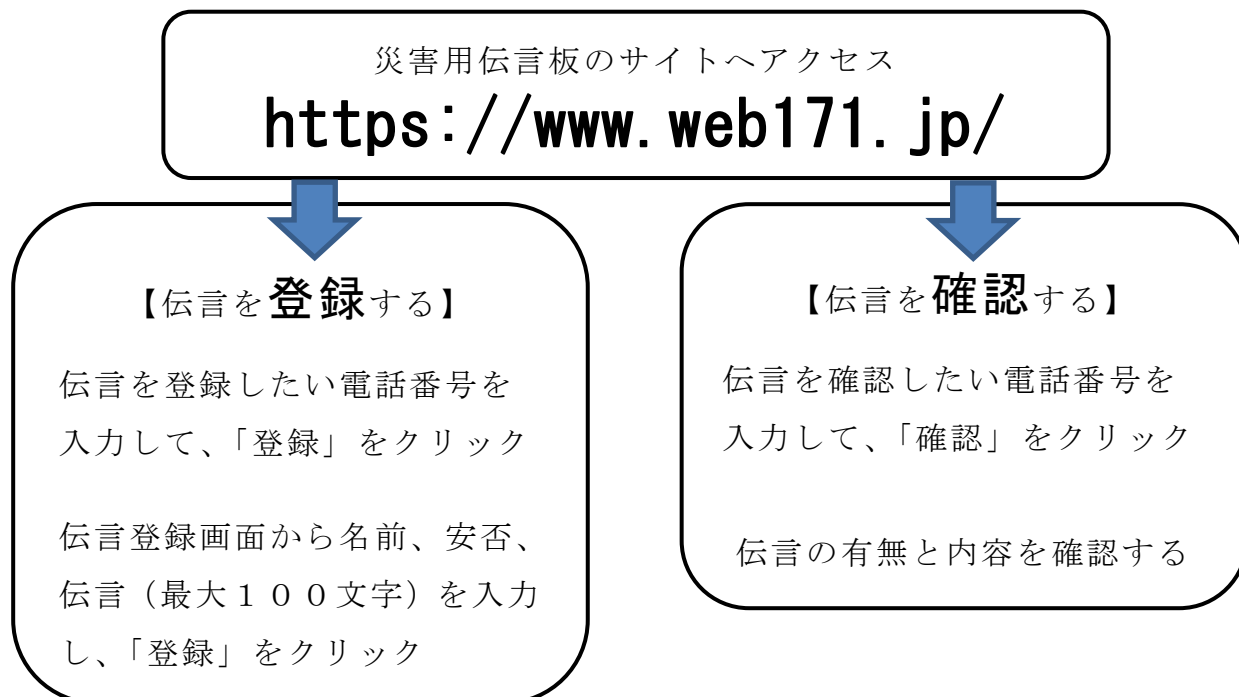 災害用伝言板のサイトへアクセス
https://www.web171.jp/
【伝言を登録する】
伝言を登録したい電話番号を
入力して、「登録」をクリック
伝言登録画面から名前、安否、
伝言（最大１００文字）を入力
し、「登録」をクリック
【伝言を確認する】
伝言を確認したい電話番号を
入力して、「確認」をクリック
伝言の有無と内容を確認する